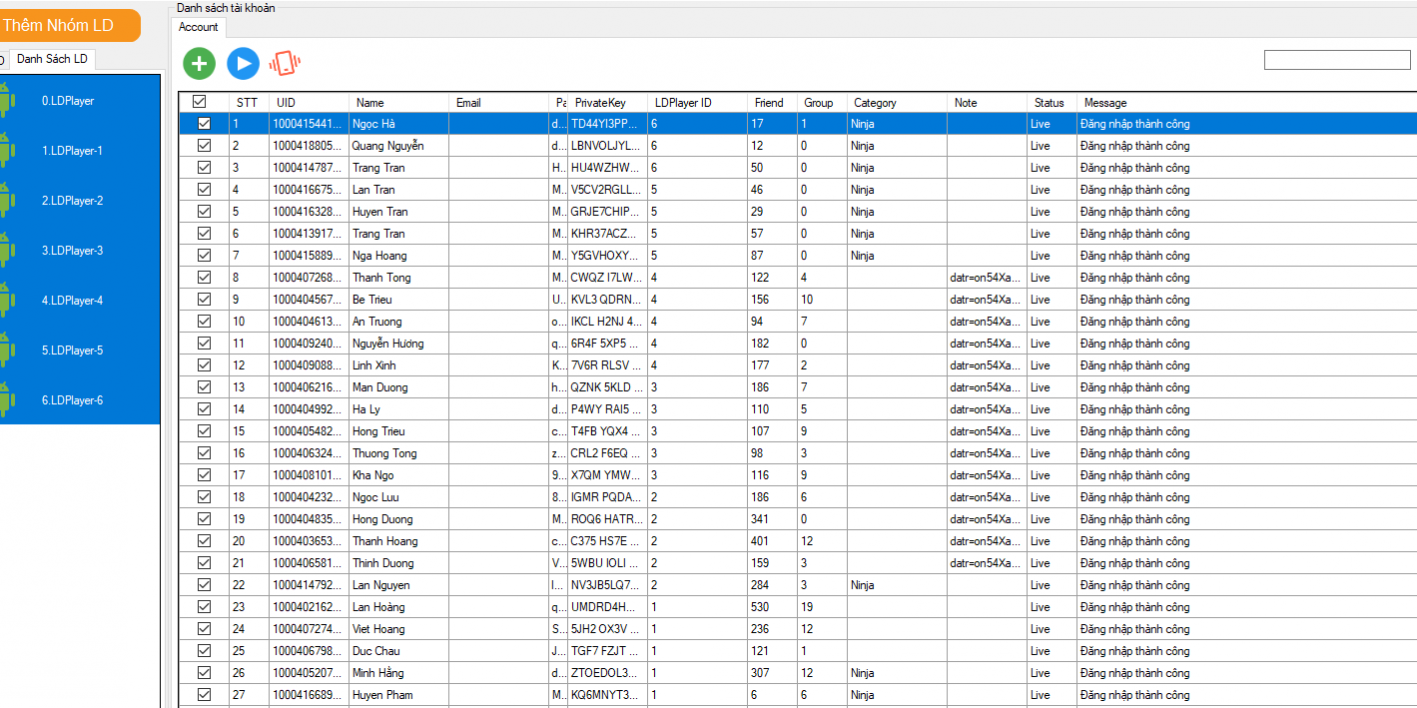 Danh sách tài khoản
Thêm Nhóm LD
Account
Danh Sách LD
0.LDPlayer
1.LDPlayer-1
2.LDPlayer-2
3.LDPlayer-3
4.LDPlayer-4
5.LDPlayer-5
6.LDPlayer-6
STT UID Name Email Pa PrivateKey LDPlayer ID Friend Group Category Note Status Message
1 1000415441... Ngọc Hà d... TD44YI3PP... 6 17 1 Ninja Live Đăng nhập thành công
2 1000418805... Quang Nguyễn d... LBNVOLJYL... 6 12 0 Ninja Live Đăng nhập thành công
3 1000414787... Trang Tran H... HU4WZHW... 6 50 0 Ninja Live Đăng nhập thành công
4 1000416675... Lan Tran M... V5CV2RGLL... 5 46 0 Ninja Live Đăng nhập thành công
5 1000416328... Huyen Tran M... GRJE7CHIP... 5 29 0 Ninja Live Đăng nhập thành công
6 1000413917... Trang Tran M... KHR37ACZ... 5 57 0 Ninja Live Đăng nhập thành công
7 1000415889... Nga Hoang M... Y5GVHOXY... 5 87 0 Ninja Live Đăng nhập thành công
8 1000407268... Thanh Tong M... CWQZ I7LW... 4 122 4 datr=on54Xa... Live Đăng nhập thành công
9 1000404567... Be Trieu U... KVL3 QDRN... 4 156 10 datr=on54Xa... Live Đăng nhập thành công
10 1000404613... An Truong o... IKCL H2NJ 4... 4 94 7 datr=on54Xa... Live Đăng nhập thành công
11 1000409240... Nguyễn Hương q... 6R4F 5XP5 ... 4 182 0 datr=on54Xa... Live Đăng nhập thành công
12 1000409088... Linh Xinh K... 7V6R RLSV ... 4 177 2 datr=on54Xa... Live Đăng nhập thành công
13 1000406216... Man Duong h... QZNK 5KLD ... 3 186 7 datr=on54Xa... Live Đăng nhập thành công
14 1000404992... Ha Ly d... P4WY RAI5 ... 3 110 5 datr=on54Xa... Live Đăng nhập thành công
15 1000405482... Hong Trieu c... T4FB YQX4 ... 3 107 9 datr=on54Xa... Live Đăng nhập thành công
16 1000406324... Thuong Tong z... CRL2 F6EQ ... 3 98 3 datr=on54Xa... Live Đăng nhập thành công
17 1000408101... Kha Ngo 9... X7QM YMW... 3 116 9 datr=on54Xa... Live Đăng nhập thành công
18 1000404232... Ngoc Luu 8... IGMR PQDA... 2 186 6 datr=on54Xa... Live Đăng nhập thành công
19 1000404835... Hong Duong M... ROQ6 HATR... 2 341 0 datr=on54Xa... Live Đăng nhập thành công
20 1000403653... Thanh Hoang c... C375 HS7E ... 2 401 12 datr=on54Xa... Live Đăng nhập thành công
21 1000406581... Thinh Duong V... 5WBU IOLI ... 2 159 3 datr=on54Xa... Live Đăng nhập thành công
22 1000414792... Lan Nguyen l... NV3JB5LQ7... 2 284 3 Ninja Live Đăng nhập thành công
23 1000402162... Lan Hoàng q... UMDRD4H... 1 530 19 Live Đăng nhập thành công
24 1000407274... Viet Hoang S... 5JH2 OX3V ... 1 236 12 Live Đăng nhập thành công
25 1000406798... Duc Chau J... TGF7 FZJT ... 1 121 1 Live Đăng nhập thành công
26 1000405207... Minh Hằng d... ZTOEDOL3... 1 307 12 Ninja Live Đăng nhập thành công
27 1000416689... Huyen Pham M... KQ6MNYT3... 1 6 6 Ninja Live Đăng nhập thành công